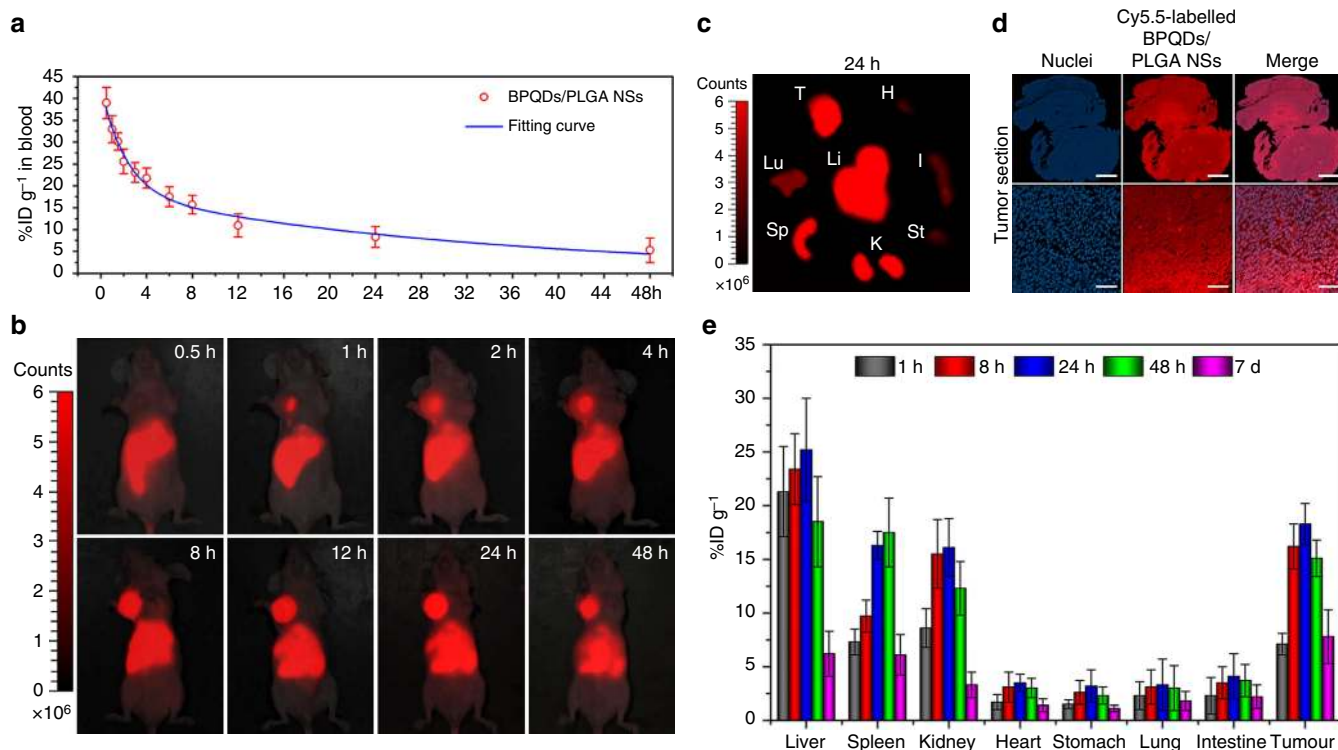 a
45
40
35
30
25
20
15
10
5
0
%ID g⁻¹ in blood
BPQDs/PLGA NSs
Fitting curve
0 4 8 12 16 20 24 28 32 36 40 44 48h
b
Counts
6
5
4
3
2
1
0
×10⁶
0.5 h 1 h 2 h 4 h
8 h 12 h 24 h 48 h
c
24 h
Counts
6
5
4
3
2
1
0
×10⁶
T H
Lu Li I
Sp K St
d
Cy5.5-labelled
BPQDs/
Nuclei PLGA NSs Merge
Tumor section
e
35
30
25
20
15
10
5
0
%ID g⁻¹
1 h 8 h 24 h 48 h 7 d
Liver Spleen Kidney Heart Stomach Lung Intestine Tumour